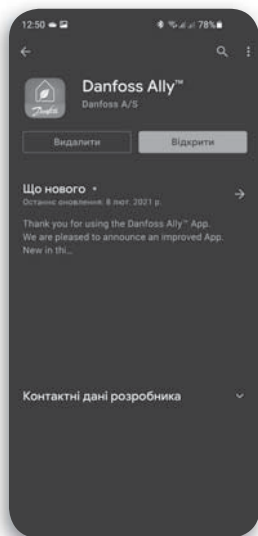 12:50 78%
Danfoss Ally™
Danfoss A/S
Видалити Відкрити
Що нового •
Останнє оновлення: 8 лют. 2021 р.
Thank you for using the Danfoss Ally™ App.
We are pleased to announce an improved App.
New in thi...
Контактні дані розробника